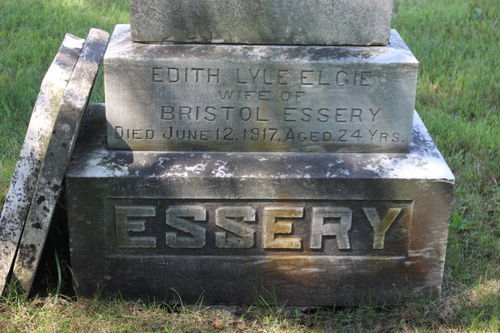 EDITH LYLE ELGIE
WIFE OF
BRISTOL ESSERY
DIED JUNE 12, 1917, AGED 24 YRS.
ESSERY